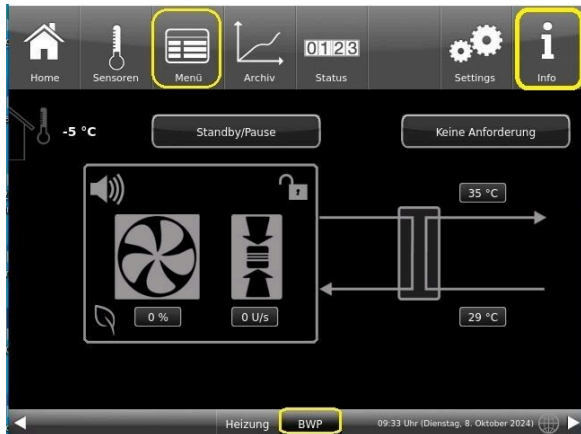 Home
Sensoren
Menü
Archiv
0123
Status
Settings
i
Info
-5 °C
Standby/Pause
Keine Anforderung
35 °C
0 %
0 U/s
29 °C
Heizung
BWP
09:33 Uhr (Dienstag, 8. Oktober 2024)